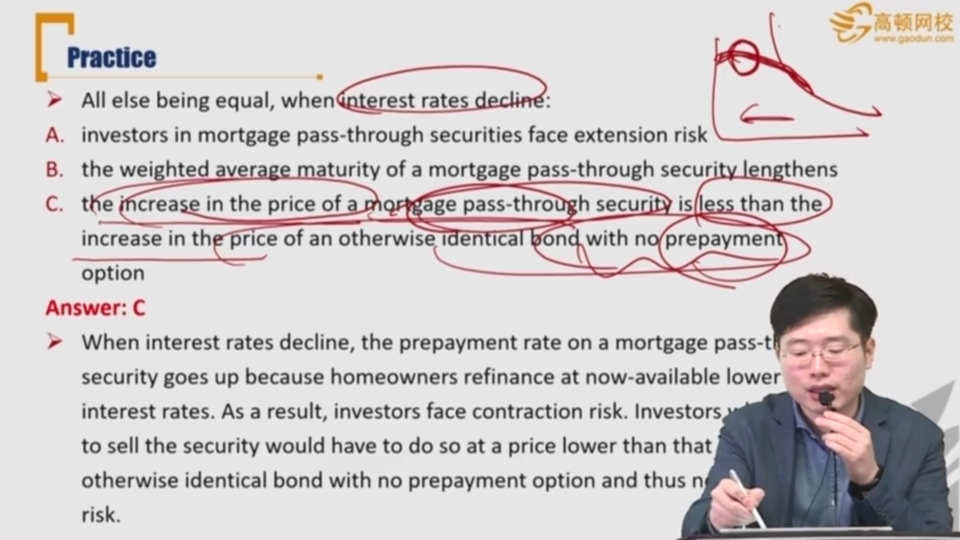 高顿网校
www.gaodun.com
Practice
➤ All else being equal, when interest rates decline:
A. investors in mortgage pass-through securities face extension risk
B. the weighted average maturity of a mortgage pass-through security lengthens
C. the increase in the price of a mortgage pass-through security is less than the
increase in the price of an otherwise identical bond with no prepayment
option
Answer: C
➤ When interest rates decline, the prepayment rate on a mortgage pass-th
security goes up because homeowners refinance at now-available lower
interest rates. As a result, investors face contraction risk. Investors
to sell the security would have to do so at a price lower than that
otherwise identical bond with no prepayment option and thus
risk.